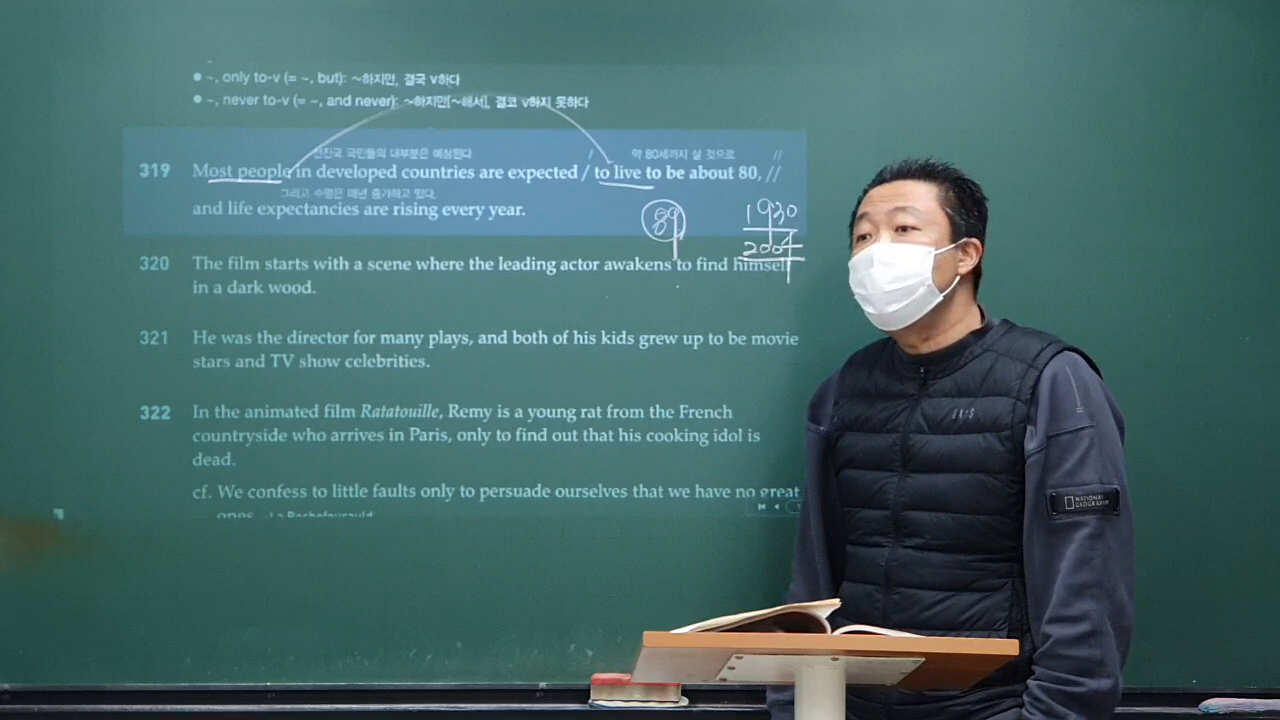 ● ~, only to-v (= ~, but): ~하지만, 결국 v하다
● ~, never to-v (= ~, and never): ~하지만[~해서], 결코 v하지 못하다
선진국 국민들의 대부분은 예상된다 / 약 80세까지 살 것으로 //
319 Most people in developed countries are expected / to live to be about 80, //
그리고 수명은 매년 증가하고 있다.
and life expectancies are rising every year.
89
1930
2004
320 The film starts with a scene where the leading actor awakens to find himself
in a dark wood.
321 He was the director for many plays, and both of his kids grew up to be movie
stars and TV show celebrities.
322 In the animated film Ratatouille, Remy is a young rat from the French
countryside who arrives in Paris, only to find out that his cooking idol is
dead.
cf. We confess to little faults only to persuade ourselves that we have no great
ones. - La Rochefoucauld
NATIONAL
GEOGRAPHIC